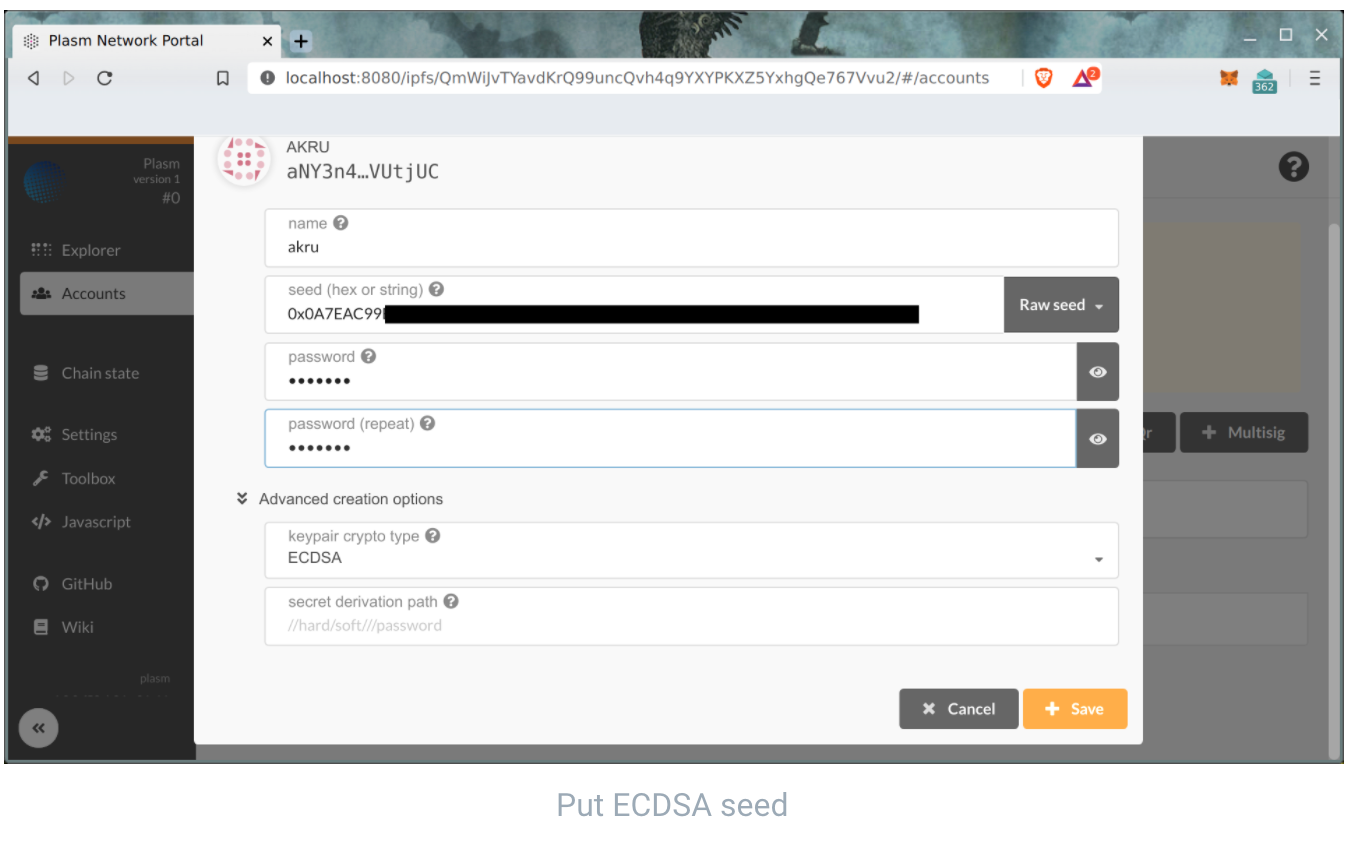 Plasm Network Portal
localhost:8080/ipfs/QmWiJvTYavdKrQ99uncQvh4q9YXYPKXZ5YxhgQe767Vvu2/#/accounts
2
362
Plasm
version 1
#0
Explorer
Accounts
Chain state
Settings
Toolbox
Javascript
GitHub
Wiki
plasm
AKRU
aNY3n4…VUtjUC
name
akru
seed (hex or string)
0x0A7EAC99
Raw seed
password
•••••••
password (repeat)
•••••••
Advanced creation options
keypair crypto type
ECDSA
secret derivation path
//hard/soft///password
Cancel
Save
Qr
Multisig
Put ECDSA seed